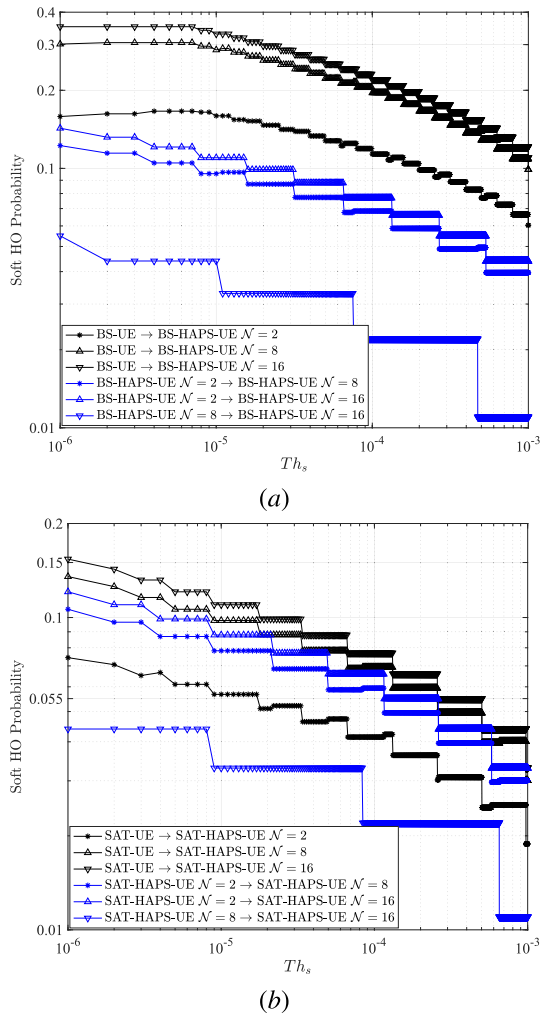 0.4
0.3
0.2
0.1
0.01
Soft HO Probability
BS-UE → BS-HAPS-UE 𝒩 = 2
BS-UE → BS-HAPS-UE 𝒩 = 8
BS-UE → BS-HAPS-UE 𝒩 = 16
BS-HAPS-UE 𝒩 = 2 → BS-HAPS-UE 𝒩 = 8
BS-HAPS-UE 𝒩 = 2 → BS-HAPS-UE 𝒩 = 16
BS-HAPS-UE 𝒩 = 8 → BS-HAPS-UE 𝒩 = 16
10⁻⁶ 10⁻⁵ 10⁻⁴ 10⁻³
Th_s
(a)
0.2
0.15
0.1
0.055
0.01
Soft HO Probability
SAT-UE → SAT-HAPS-UE 𝒩 = 2
SAT-UE → SAT-HAPS-UE 𝒩 = 8
SAT-UE → SAT-HAPS-UE 𝒩 = 16
SAT-HAPS-UE 𝒩 = 2 → SAT-HAPS-UE 𝒩 = 8
SAT-HAPS-UE 𝒩 = 2 → SAT-HAPS-UE 𝒩 = 16
SAT-HAPS-UE 𝒩 = 8 → SAT-HAPS-UE 𝒩 = 16
10⁻⁶ 10⁻⁵ 10⁻⁴ 10⁻³
Th_s
(b)